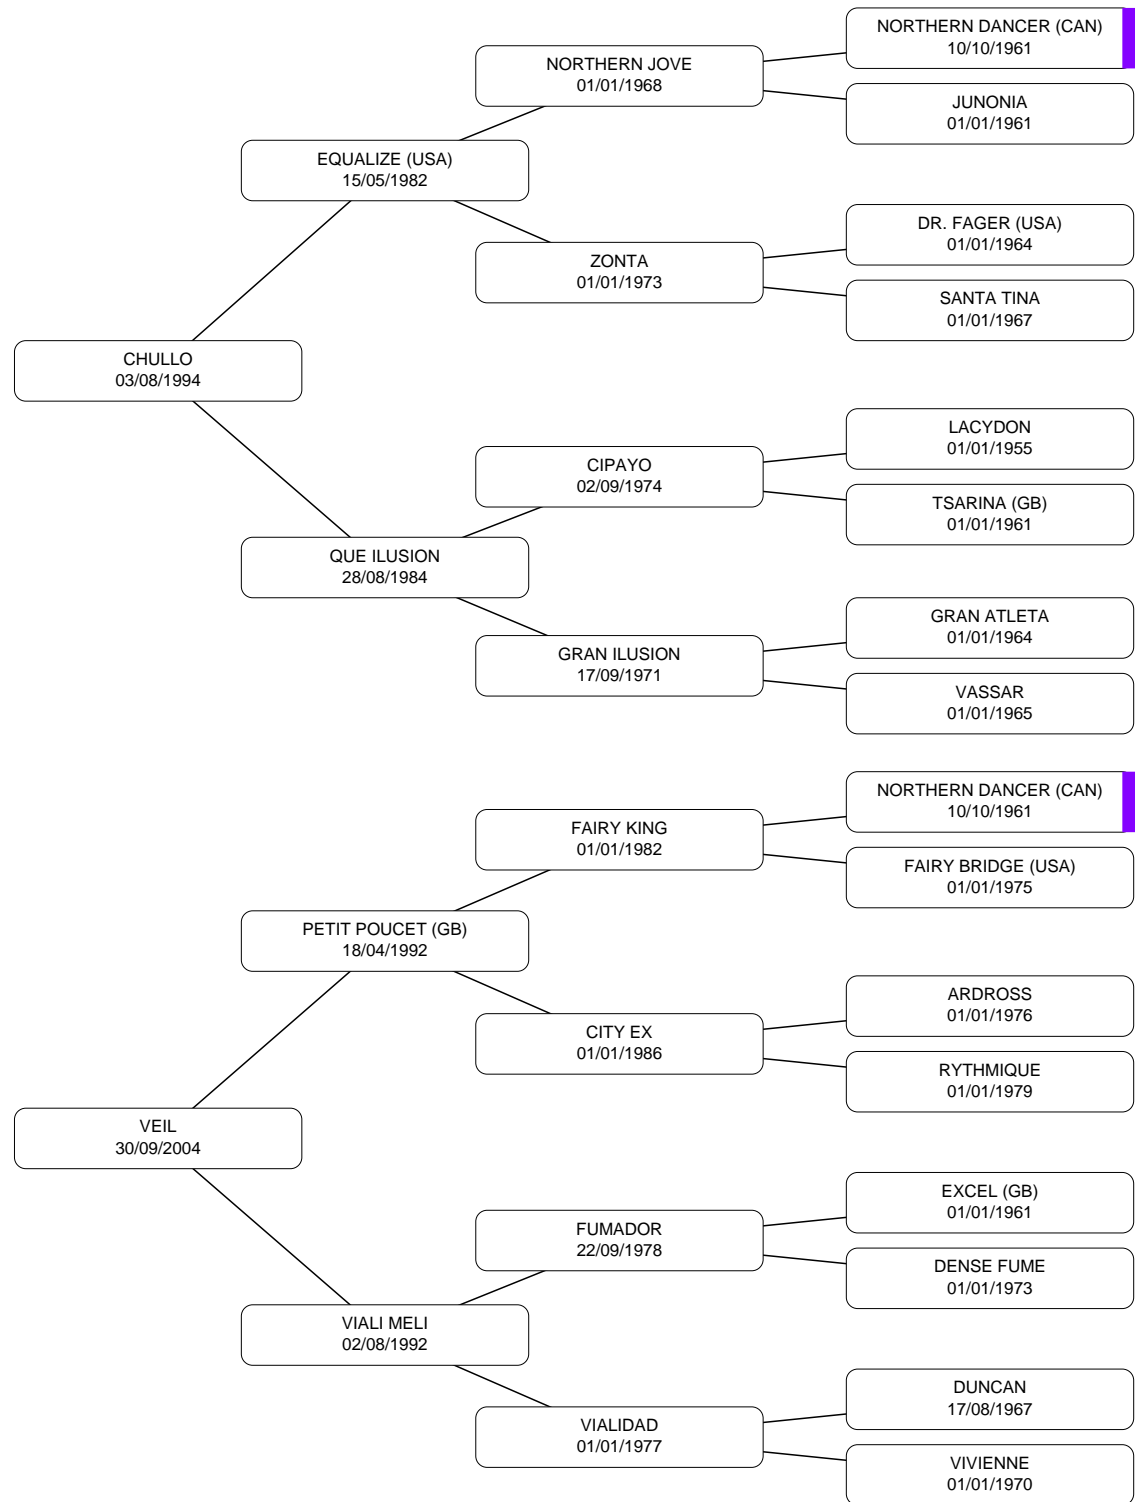 NORTHERN DANCER (CAN)
10/10/1961
NORTHERN JOVE
01/01/1968
JUNONIA
01/01/1961
EQUALIZE (USA)
15/05/1982
DR. FAGER (USA)
01/01/1964
ZONTA
01/01/1973
SANTA TINA
01/01/1967
CHULLO
03/08/1994
LACYDON
01/01/1955
CIPAYO
02/09/1974
TSARINA (GB)
01/01/1961
QUE ILUSION
28/08/1984
GRAN ATLETA
01/01/1964
GRAN ILUSION
17/09/1971
VASSAR
01/01/1965
NORTHERN DANCER (CAN)
10/10/1961
FAIRY KING
01/01/1982
FAIRY BRIDGE (USA)
01/01/1975
PETIT POUCET (GB)
18/04/1992
ARDROSS
01/01/1976
CITY EX
01/01/1986
RYTHMIQUE
01/01/1979
VEIL
30/09/2004
EXCEL (GB)
01/01/1961
FUMADOR
22/09/1978
DENSE FUME
01/01/1973
VIALI MELI
02/08/1992
DUNCAN
17/08/1967
VIALIDAD
01/01/1977
VIVIENNE
01/01/1970